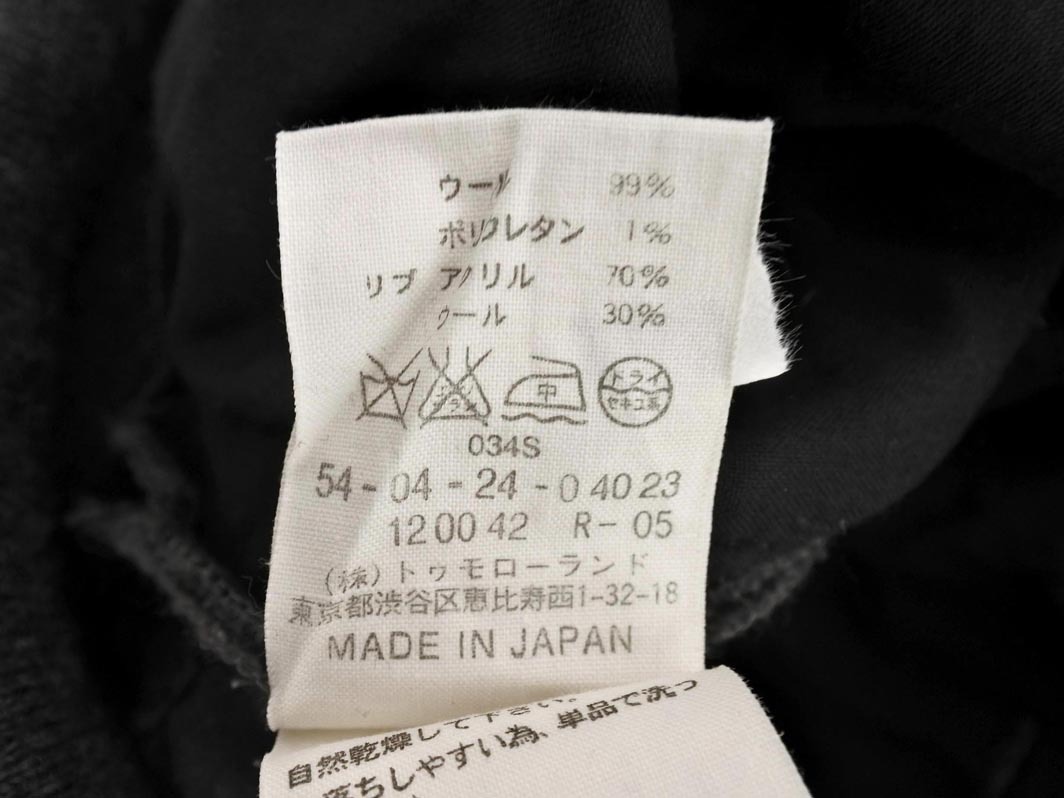 ウール 99%
ポリウレタン 1%
リブ アクリル 70%
ウール 30%
中
ドライ
セキユ系
034S
54-04-24-04023
120042 R-05
(株)トゥモローランド
東京都渋谷区恵比寿西1-32-18
MADE IN JAPAN
して下さい。
自然乾燥
落ちしやすい為、単品で洗っ